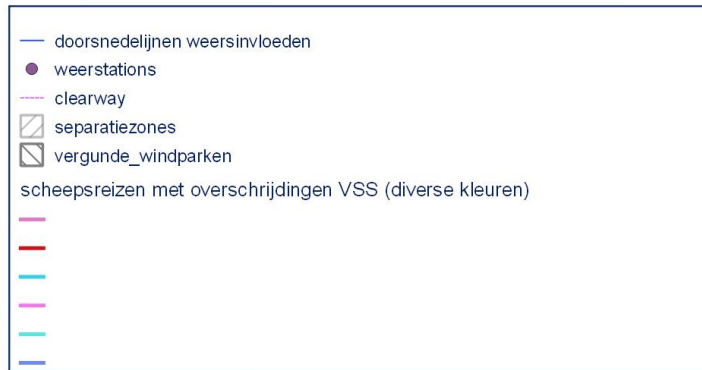 doorsnedelijnen weersinvloeden
weerstations
clearway
separatiezones
vergunde_windparken
scheepsreizen met overschrijdingen VSS (diverse kleuren)